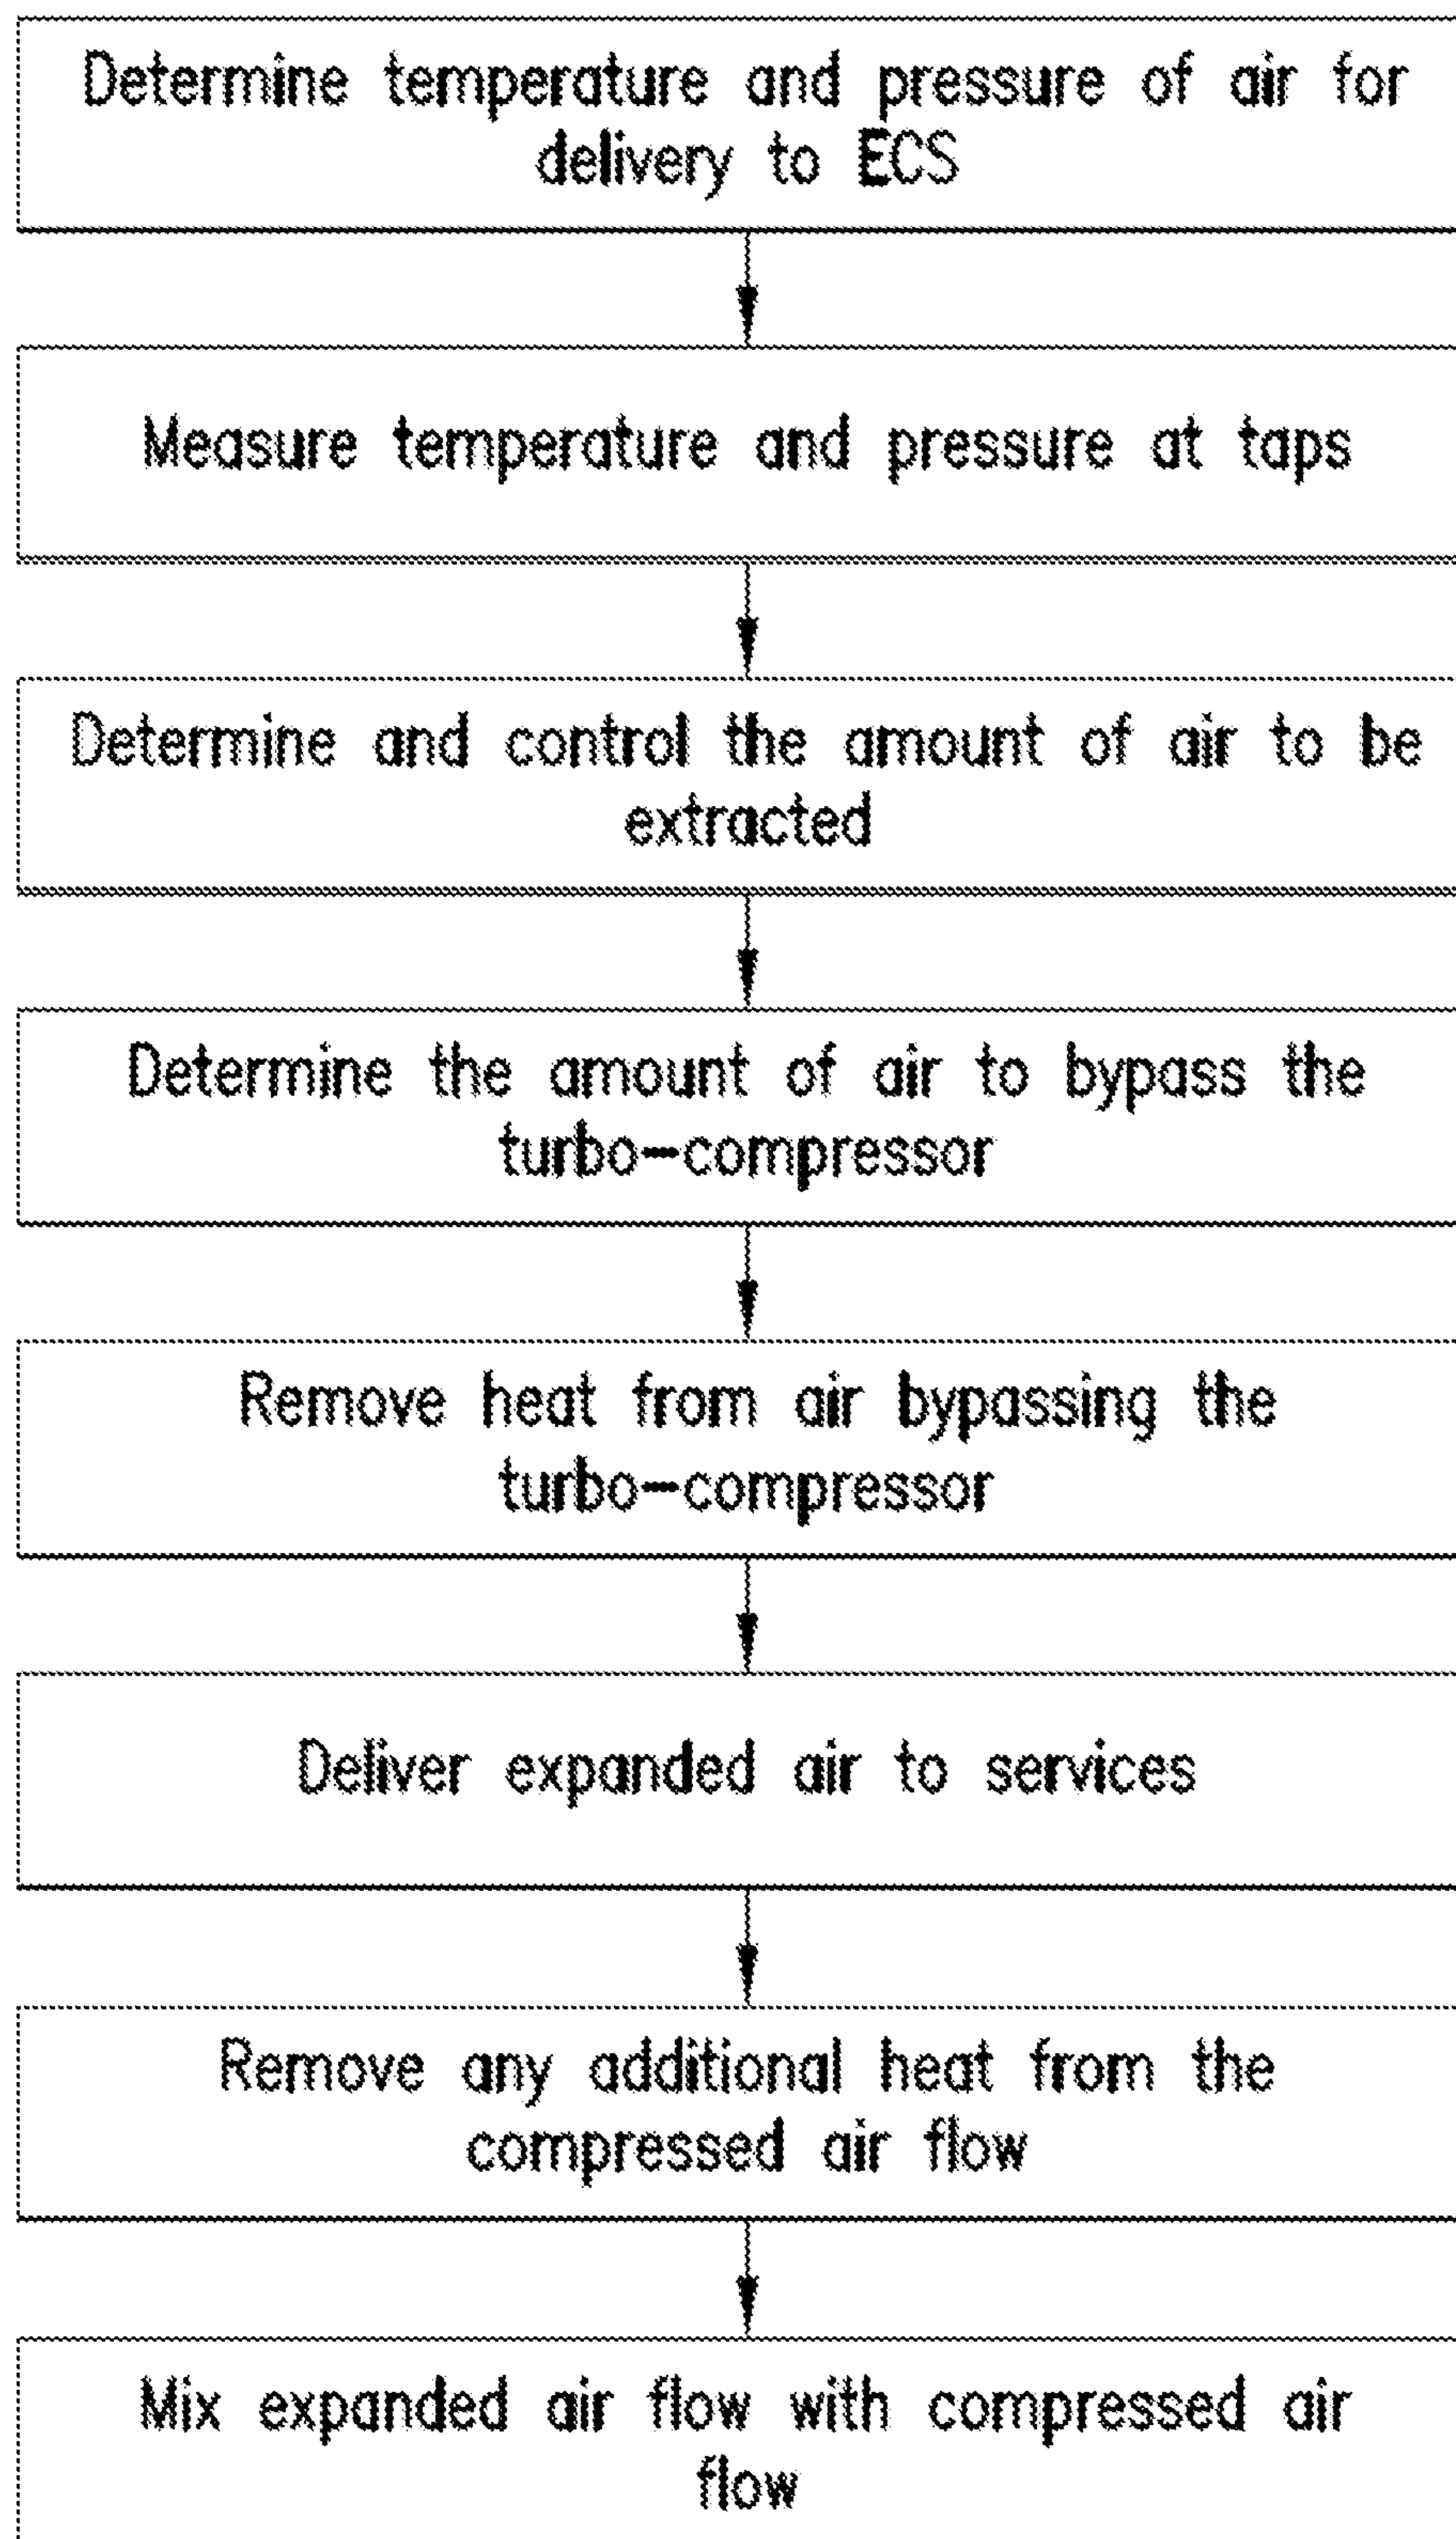 Determine temperature and pressure of air for
delivery to ECS
Measure temperature and pressure at taps
Determine and control the amount of air to be
extracted
Determine the amount of air to bypass the
turbo-compressor
Remove heat from air bypassing the
turbo-compressor
Deliver expanded air to services
Remove any additional heat from the
compressed air flow
Mix expanded air flow with compressed air
flow